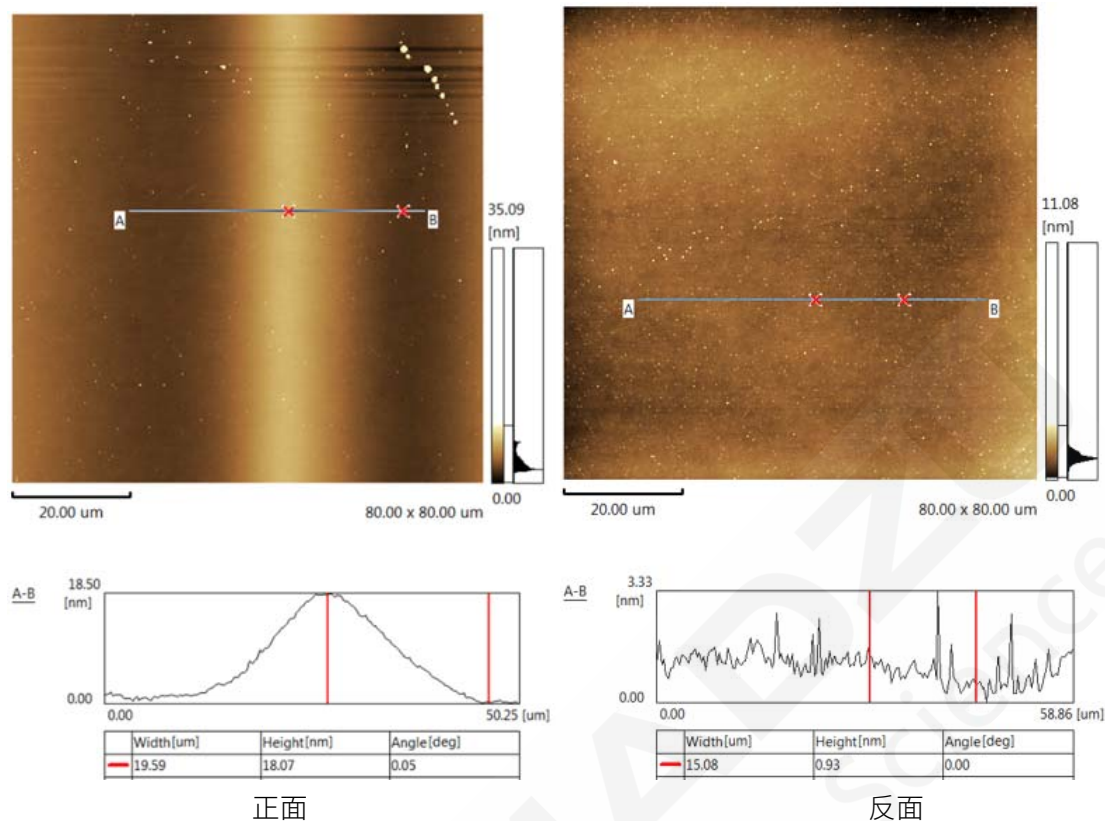 A
B
35.09
[nm]
0.00
20.00 um
80.00 x 80.00 um
A
B
11.08
[nm]
0.00
20.00 um
80.00 x 80.00 um
A-B
18.50
[nm]
0.00
0.00
50.25 [um]
Width[um] Height[nm] Angle[deg]
19.59 18.07 0.05
正面
A-B
3.33
[nm]
0.00
0.00
58.86 [um]
Width[um] Height[nm] Angle[deg]
15.08 0.93 0.00
反面
Science